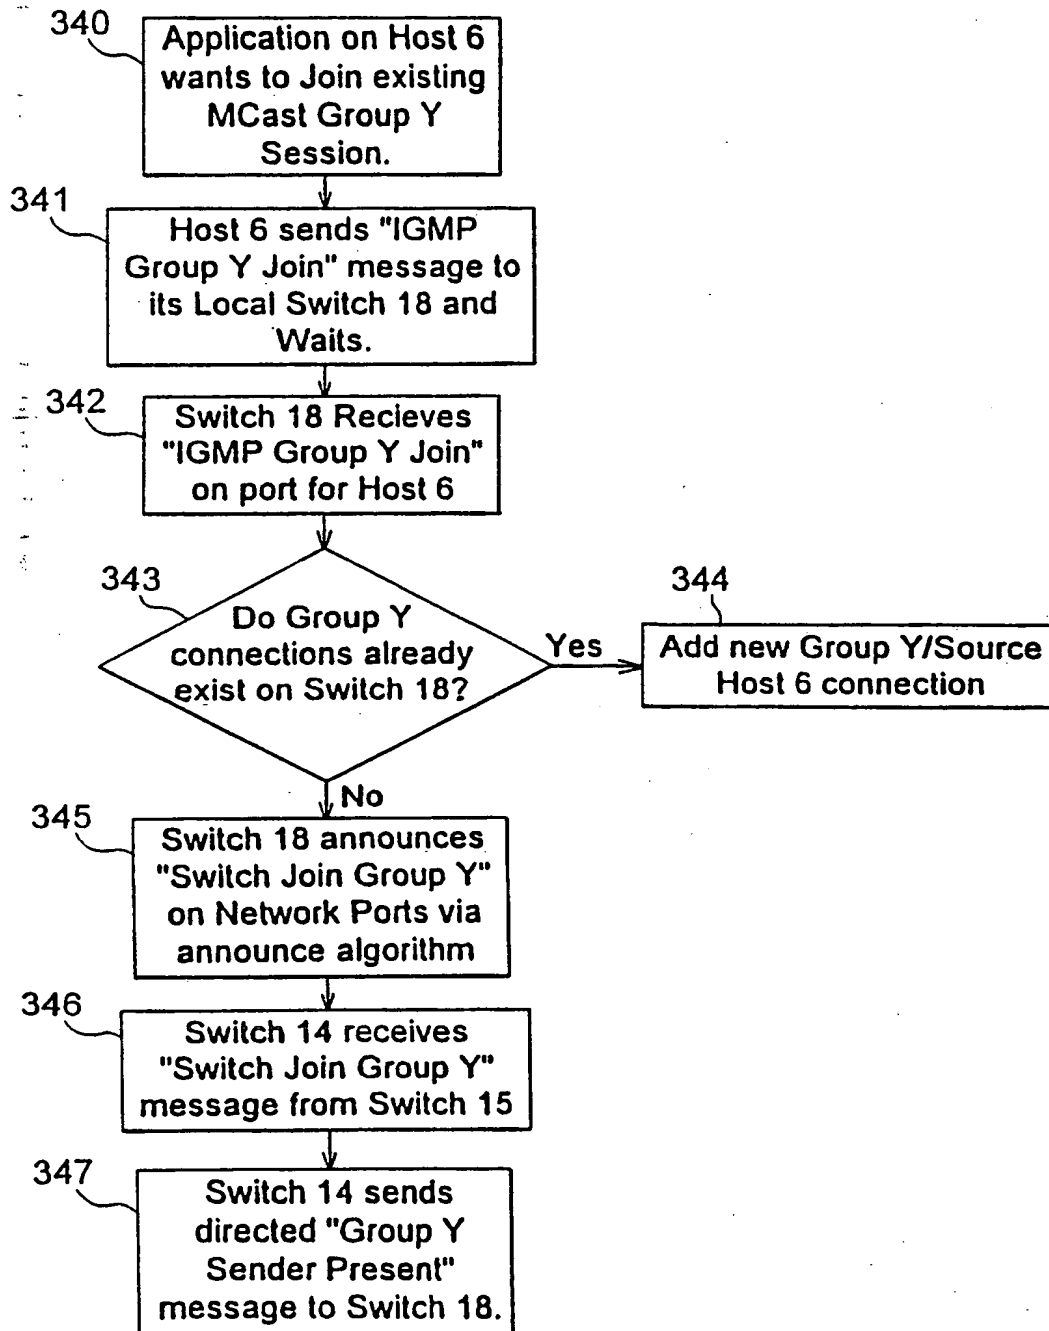 340
Application on Host 6
wants to Join existing
MCast Group Y
Session.
341
Host 6 sends "IGMP
Group Y Join" message to
its Local Switch 18 and
Waits.
342
Switch 18 Recieves
"IGMP Group Y Join"
on port for Host 6
343
Do Group Y
connections already
exist on Switch 18?
Yes
344
Add new Group Y/Source
Host 6 connection
No
345
Switch 18 announces
"Switch Join Group Y"
on Network Ports via
announce algorithm
346
Switch 14 receives
"Switch Join Group Y"
message from Switch 15
347
Switch 14 sends
directed "Group Y
Sender Present"
message to Switch 18.